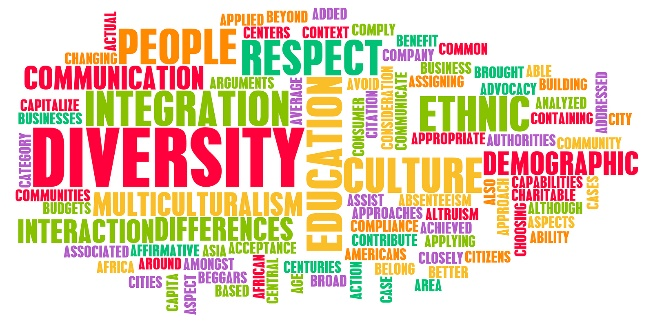 ADDED
APPLIED
BEYOND
ACTUAL
CENTERS
CONTEXT
COMPLY
PEOPLE
RESPECT
BENEFIT
CHANGING
COMPANY
COMMON
COMMUNICATION
ARGUMENTS
AVERAGE
BUSINESS
BROUGHT
ABLE
AVOID
CONSIDERATION
COMMUNICATE
ASSIGNING
ADVOCACY
BUILDING
ADDRESSED
CAPITALIZE
BUSINESSES
INTEGRATION
EDUCATION
CONSUMER
CITATION
ETHNIC
ANALYZED
CONTAINING
CITY
CATEGORY
DIVERSITY
APPROPRIATE
AUTHORITIES
COMMUNITY
CULTURE
DEMOGRAPHIC
COMMUNITIES
BUDGETS
MULTICULTURALISM
ASSIST
ABSENTEEISM
ALSO
APPROACH
CAPABILITIES
CHARITABLE
CASES
APPROACHES
ALTRUISM
CHOOSING
ALTHOUGH
INTERACTION
DIFFERENCES
COMPLIANCE
ACHIEVED
ASPECTS
CONTRIBUTE
APPLYING
ABILITY
ASSOCIATED
AFFIRMATIVE
ASIA
ACCEPTANCE
AMERICANS
CLOSELY
CITIZENS
AFRICA
AROUND
AMONGST
AFRICAN
CENTRAL
CENTURIES
ACTION
BELONG
BETTER
CITIES
CAPITA
ASPECT
BEGGARS
BASED
AGE
BROAD
CASE
AREA